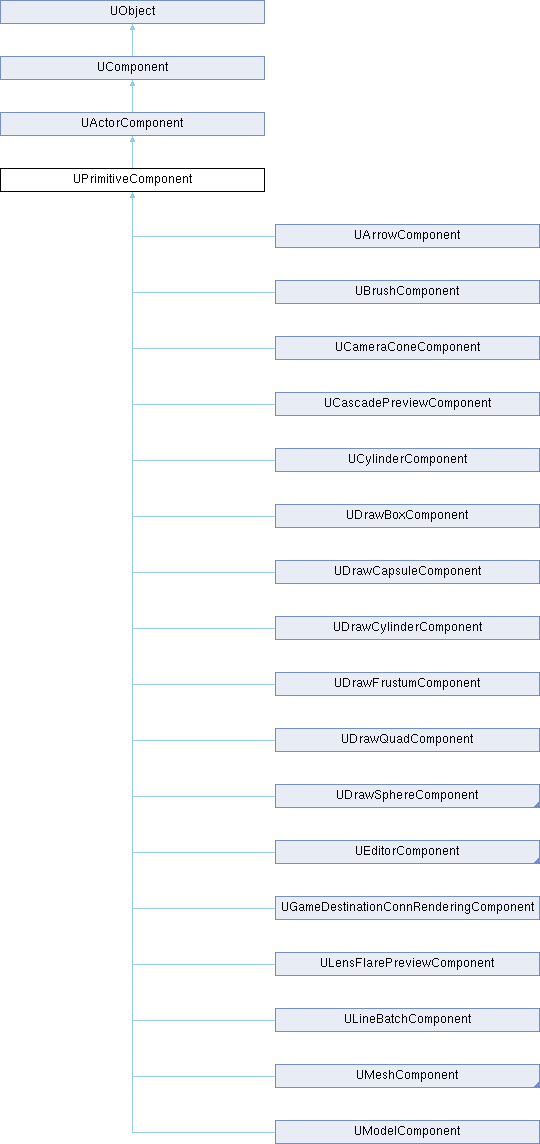 UObject
UComponent
UActorComponent
UPrimitiveComponent
UArrowComponent
UBrushComponent
UCameraConeComponent
UCascadePreviewComponent
UCylinderComponent
UDrawBoxComponent
UDrawCapsuleComponent
UDrawCylinderComponent
UDrawFrustumComponent
UDrawQuadComponent
UDrawSphereComponent
UEditorComponent
UGameDestinationConnRenderingComponent
ULensFlarePreviewComponent
ULineBatchComponent
UMeshComponent
UModelComponent